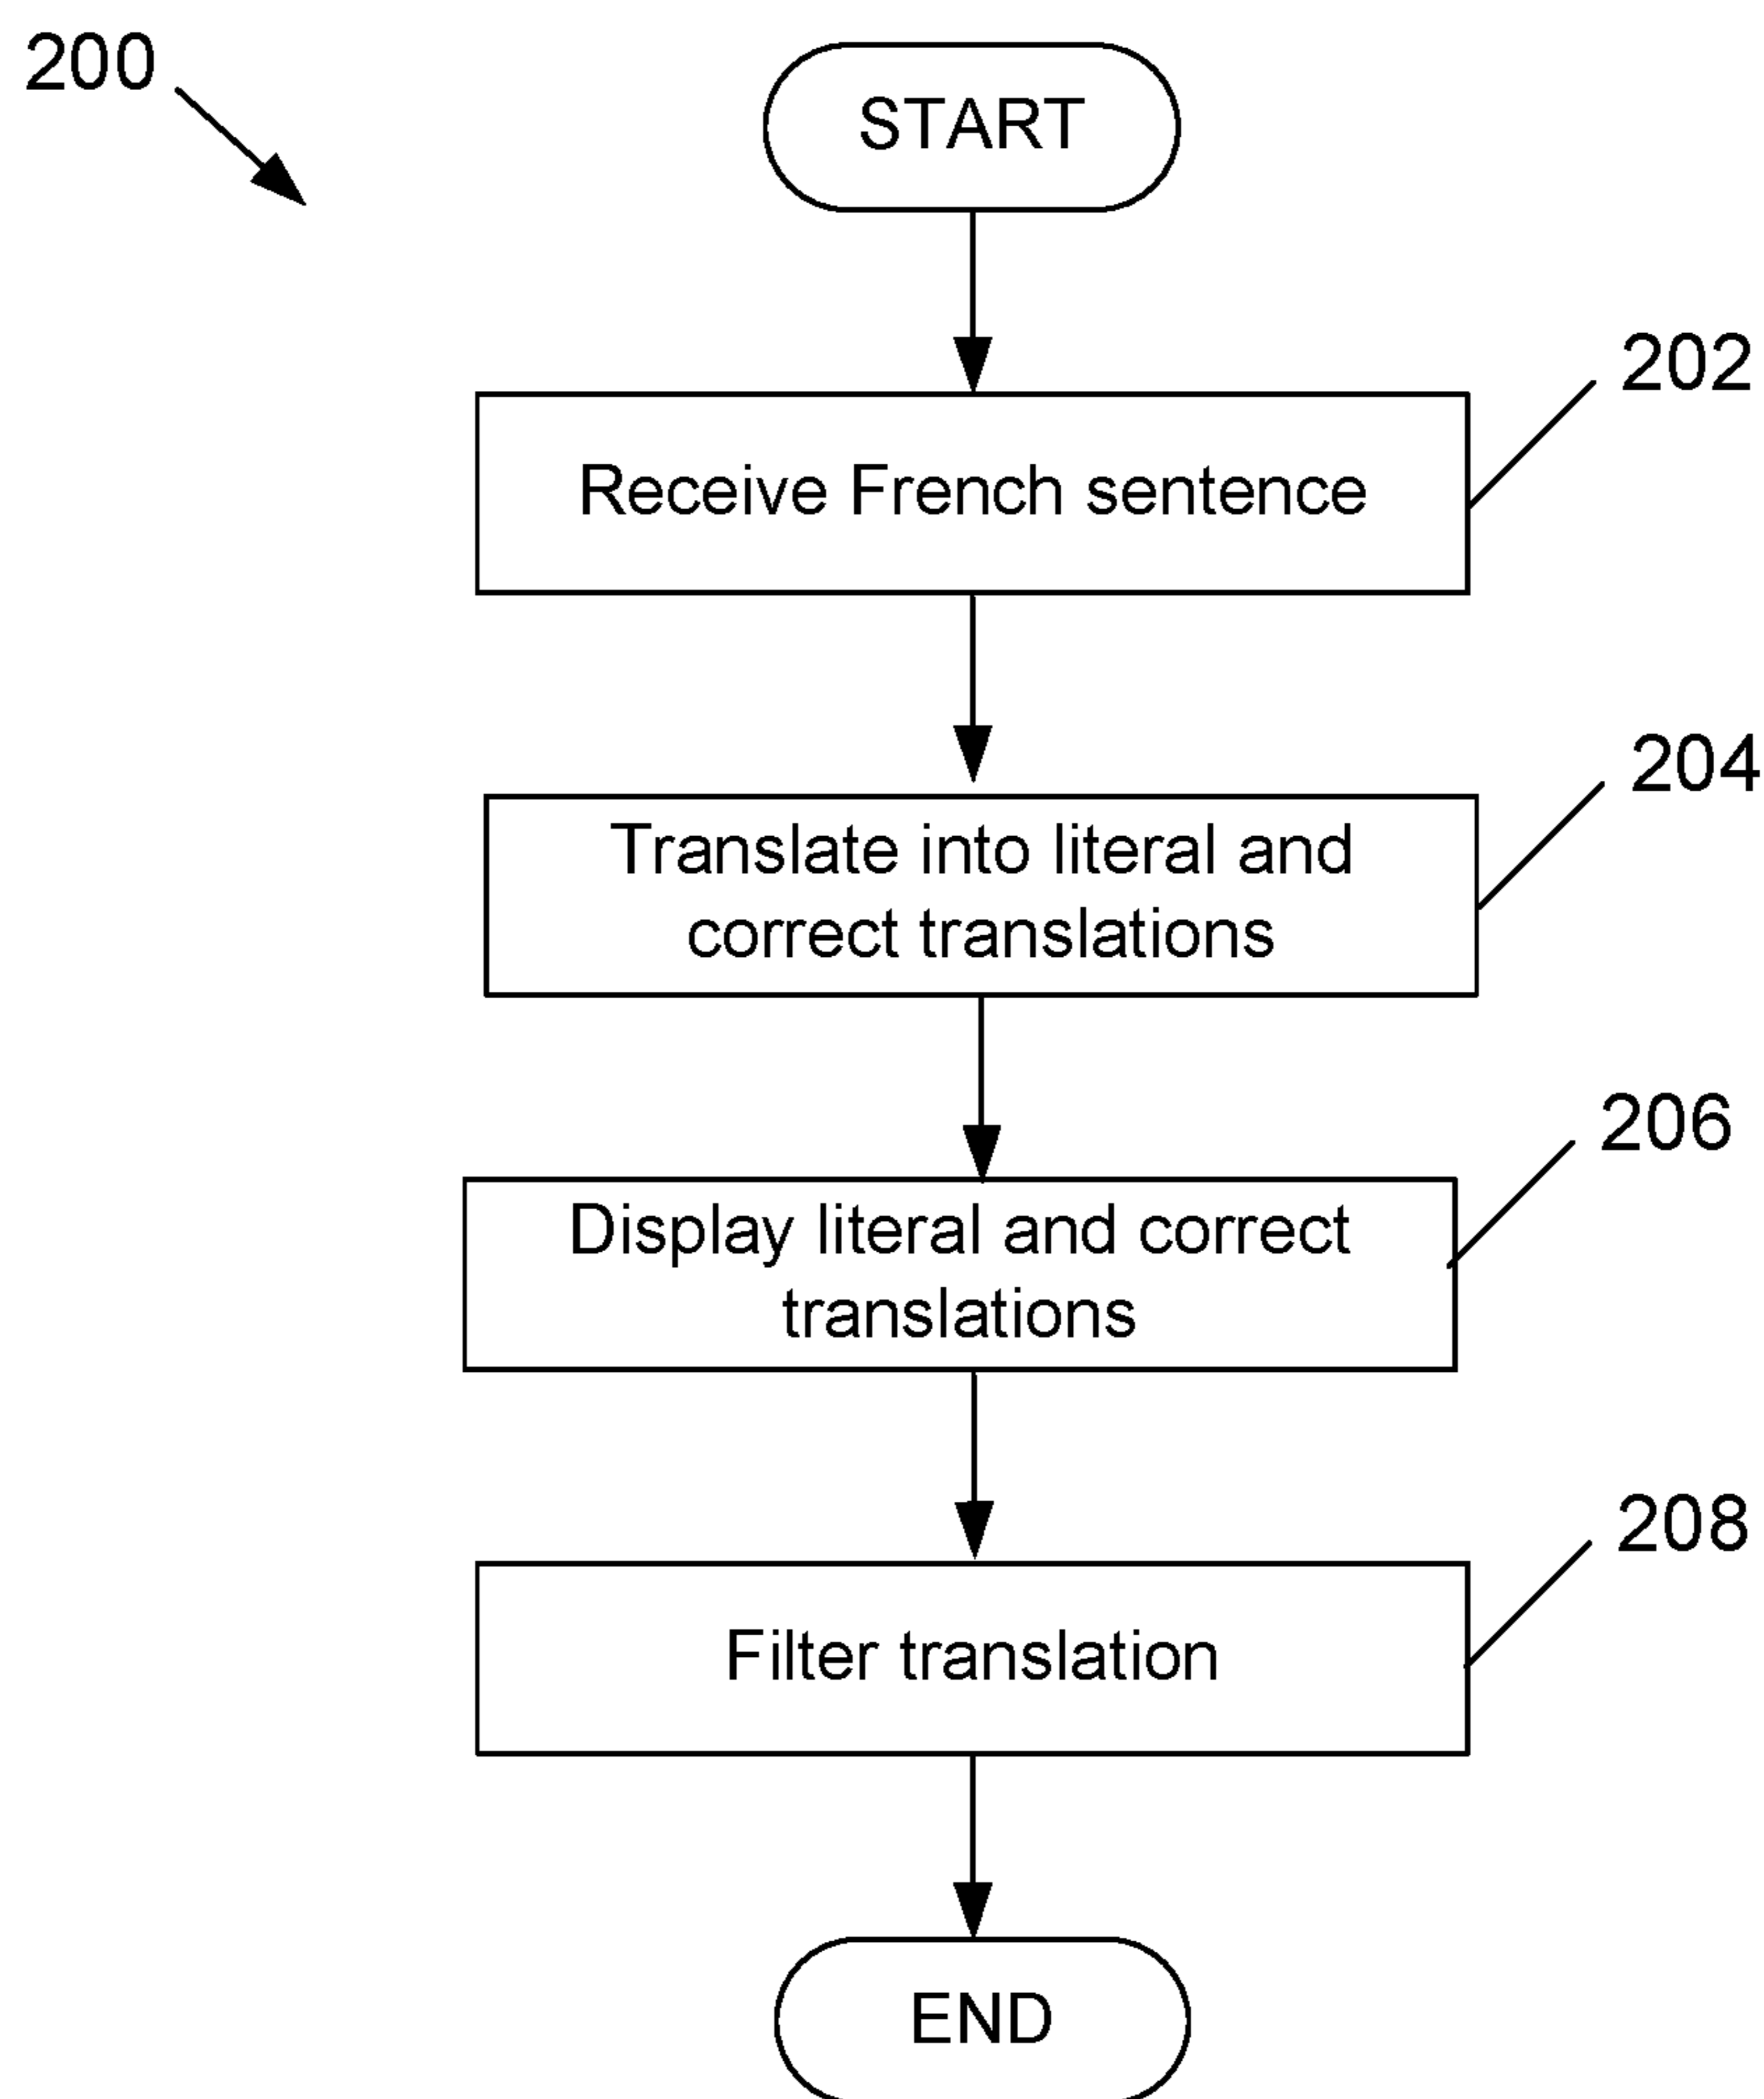 200
START
202
Receive French sentence
204
Translate into literal and
correct translations
206
Display literal and correct
translations
208
Filter translation
END